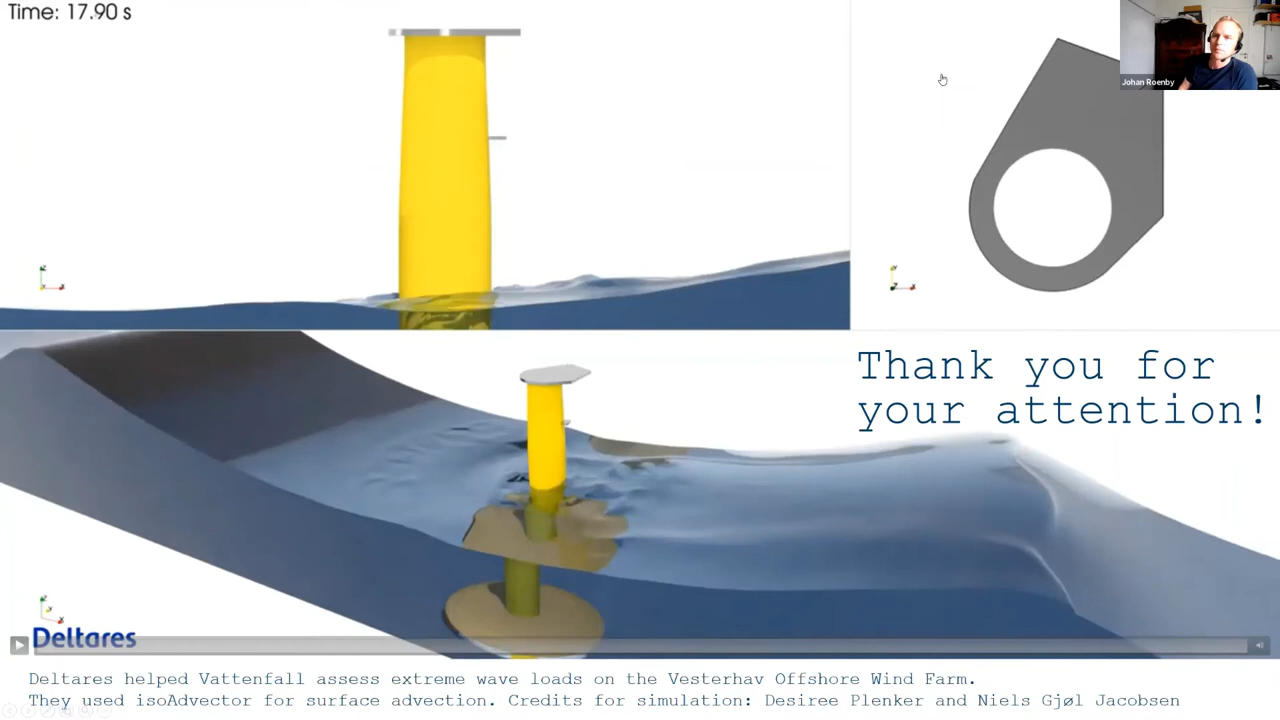 Time: 17.90 s
Johan Roenby
Thank you for
your attention!
Deltares
Deltares helped Vattenfall assess extreme wave loads on the Vesterhav Offshore Wind Farm.
They used isoAdvector for surface advection. Credits for simulation: Desiree Plenker and Niels Gjøl Jacobsen